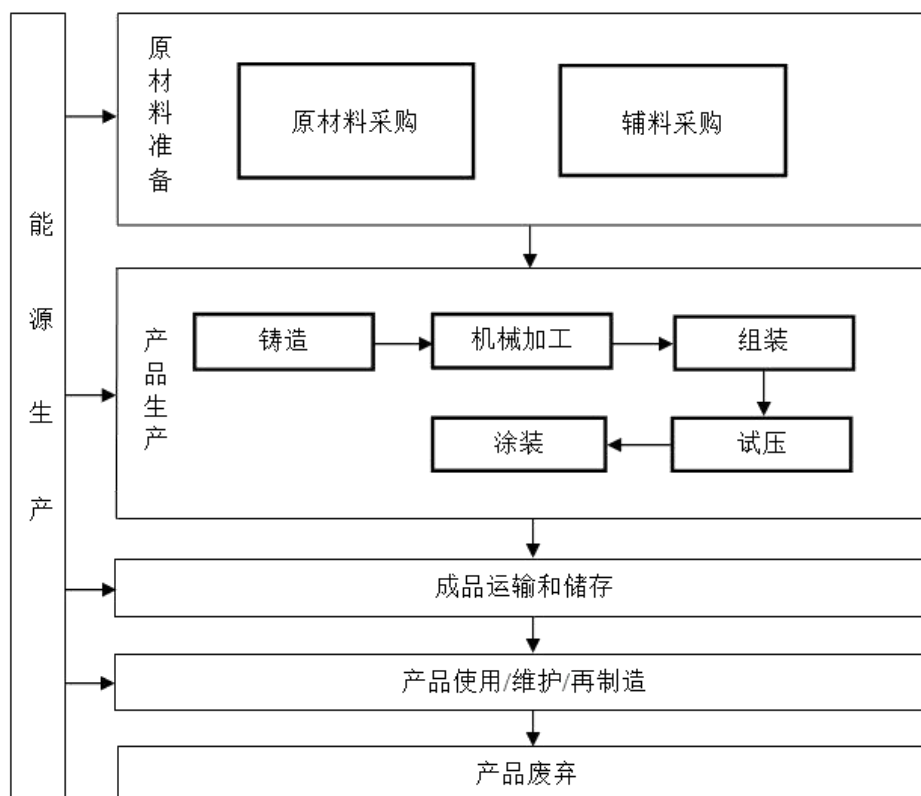 能源生产
原材料准备
原材料采购
辅料采购
产品生产
铸造
机械加工
组装
涂装
试压
成品运输和储存
产品使用/维护/再制造
产品废弃